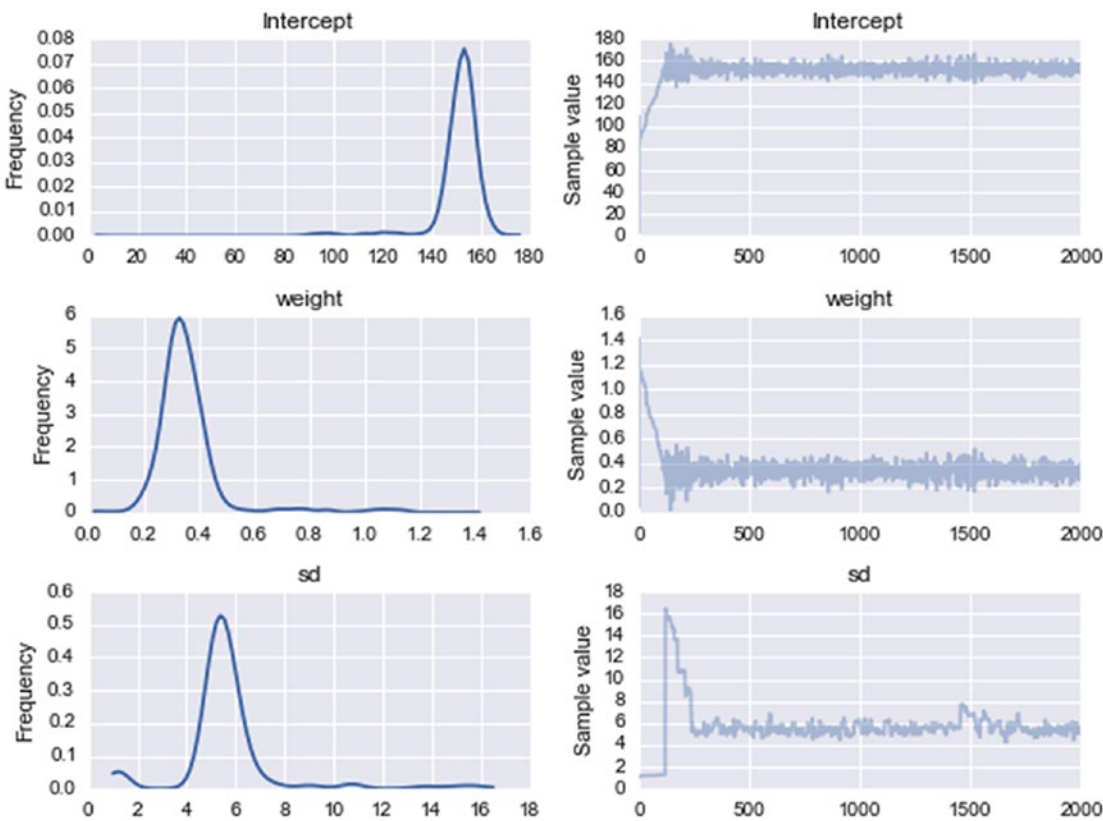 Intercept
Frequency
0.08
0.07
0.06
0.05
0.04
0.03
0.02
0.01
0.00
0 20 40 60 80 100 120 140 160 180
Intercept
Sample value
180
160
140
120
100
80
60
40
20
0
0 500 1000 1500 2000
weight
Frequency
6
5
4
3
2
1
0
0.0 0.2 0.4 0.6 0.8 1.0 1.2 1.4 1.6
weight
Sample value
1.6
1.4
1.2
1.0
0.8
0.6
0.4
0.2
0.0
0 500 1000 1500 2000
sd
Frequency
0.6
0.5
0.4
0.3
0.2
0.1
0.0
0 2 4 6 8 10 12 14 16 18
sd
Sample value
18
16
14
12
10
8
6
4
2
0
0 500 1000 1500 2000